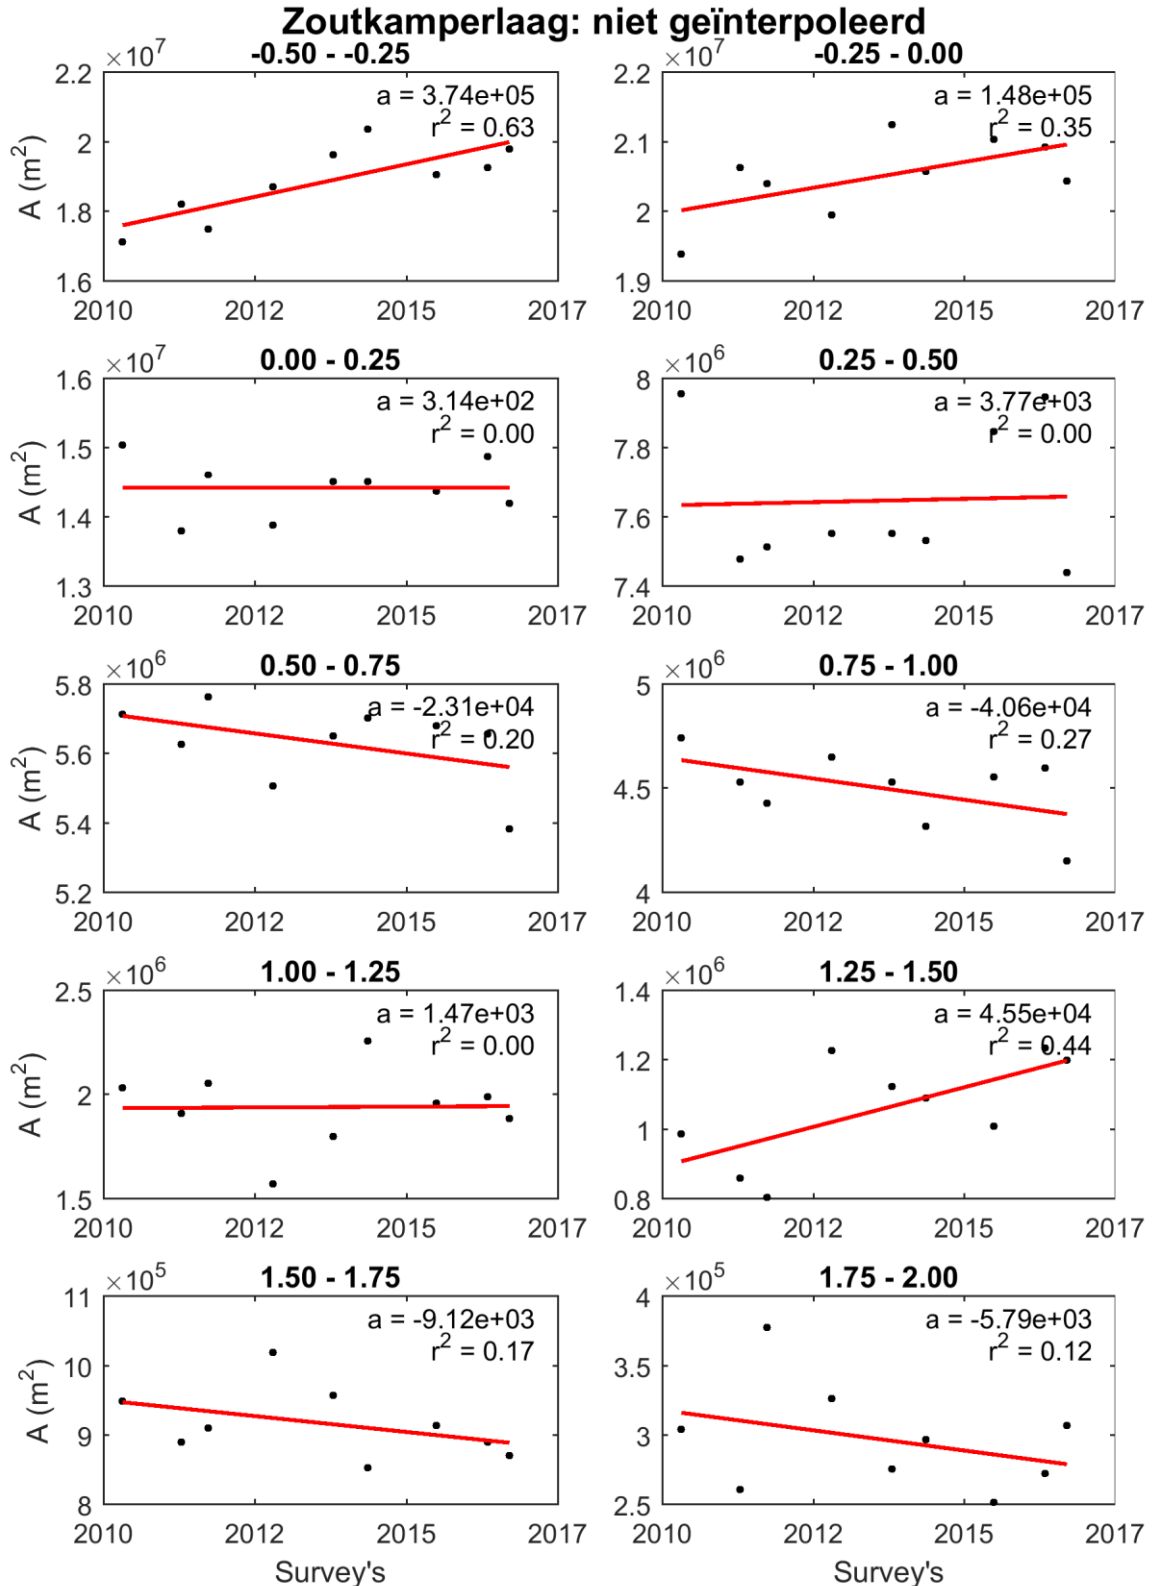 Zoutkamperlaag: niet geïnterpoleerd
×10^7 -0.50 - -0.25
a = 3.74e+05
r^2 = 0.63
A (m^2)
2.2
2
1.8
1.6
2010 2012 2015 2017
×10^7 -0.25 - 0.00
a = 1.48e+05
r^2 = 0.35
2.2
2.1
2
1.9
2010 2012 2015 2017
×10^7 0.00 - 0.25
a = 3.14e+02
r^2 = 0.00
A (m^2)
1.6
1.5
1.4
1.3
2010 2012 2015 2017
×10^6 0.25 - 0.50
a = 3.77e+03
r^2 = 0.00
8
7.8
7.6
7.4
2010 2012 2015 2017
×10^6 0.50 - 0.75
a = -2.31e+04
r^2 = 0.20
A (m^2)
5.8
5.6
5.4
5.2
2010 2012 2015 2017
×10^6 0.75 - 1.00
a = -4.06e+04
r^2 = 0.27
5
4.5
4
2010 2012 2015 2017
×10^6 1.00 - 1.25
a = 1.47e+03
r^2 = 0.00
A (m^2)
2.5
2
1.5
2010 2012 2015 2017
×10^6 1.25 - 1.50
a = 4.55e+04
r^2 = 0.44
1.4
1.2
1
0.8
2010 2012 2015 2017
×10^5 1.50 - 1.75
a = -9.12e+03
r^2 = 0.17
A (m^2)
11
10
9
8
2010 2012 2015 2017
Survey's
×10^5 1.75 - 2.00
a = -5.79e+03
r^2 = 0.12
4
3.5
3
2.5
2010 2012 2015 2017
Survey's